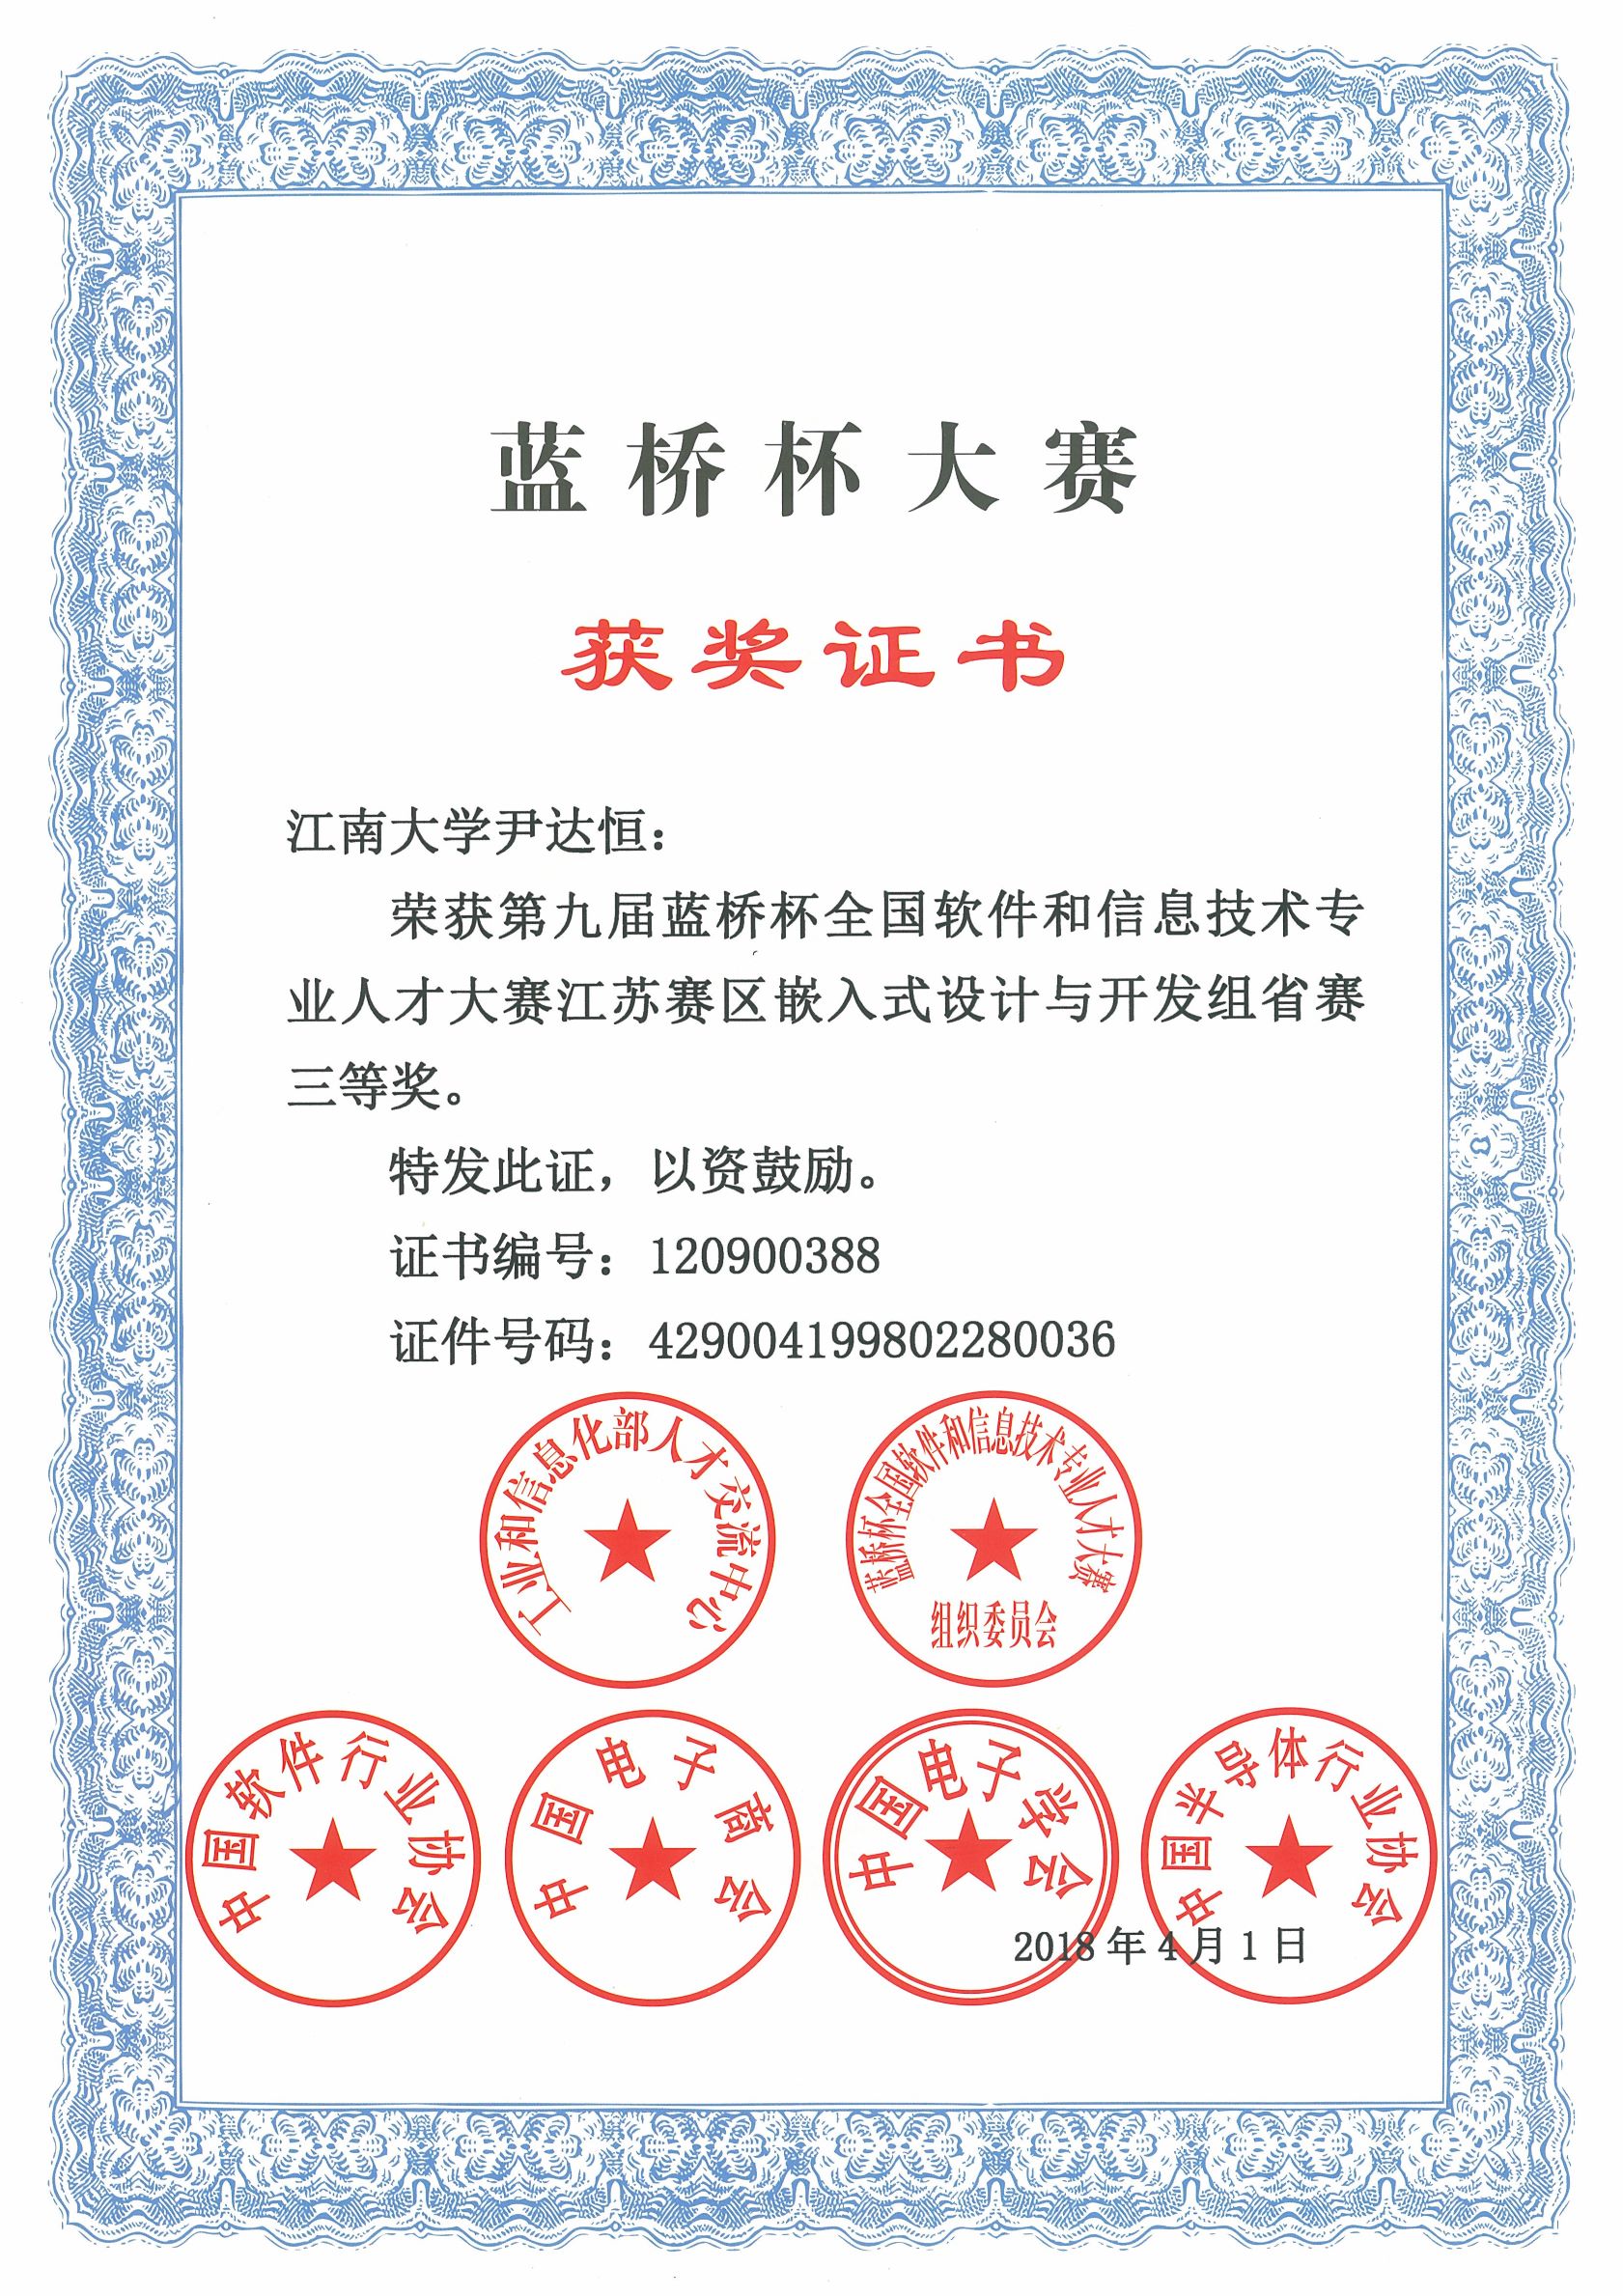 蓝桥杯大赛
获奖证书
江南大学尹达恒：
荣获第九届蓝桥杯全国软件和信息技术专
业人才大赛江苏赛区嵌入式设计与开发组省赛
三等奖。
特发此证，以资鼓励。
证书编号：120900388
证件号码：429004199802280036
工业和信息化部人才交流中心
蓝桥杯全国软件和信息技术专业人才大赛
组织委员会
中国软件行业协会
中国电子商会
中国电子学会
中国半导体行业协会
2018年4月1日